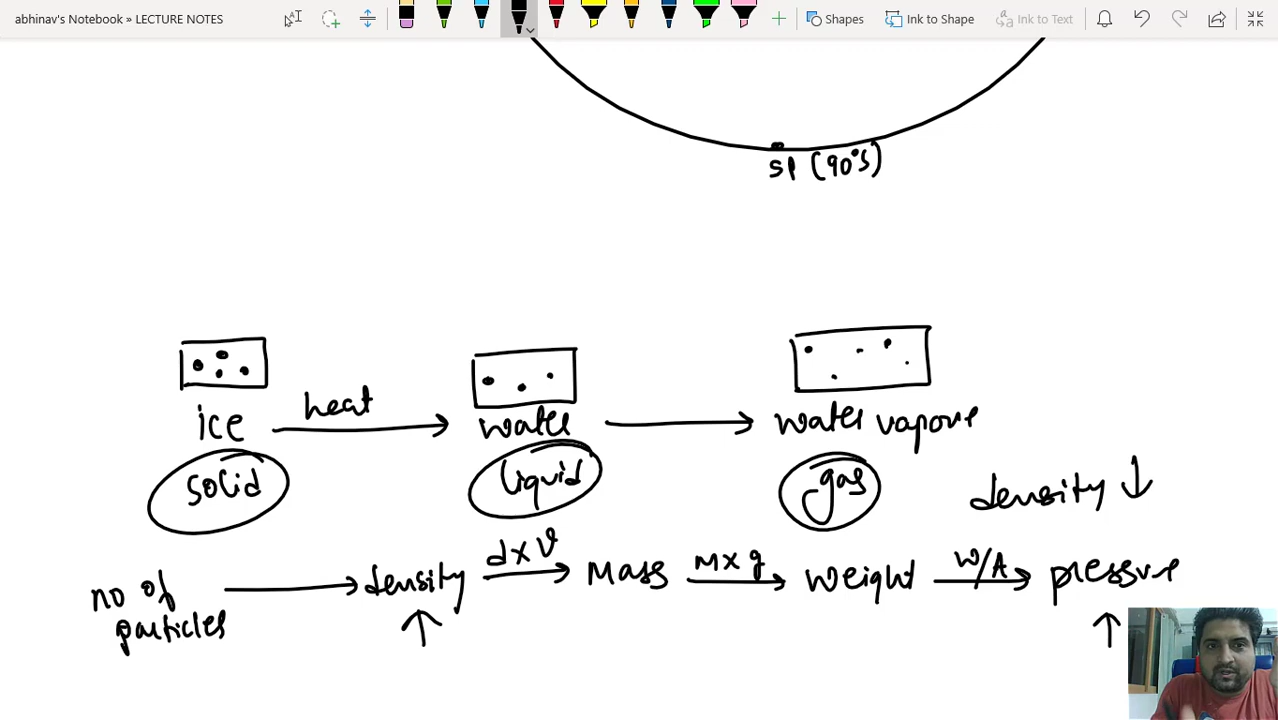 abhinav's Notebook » LECTURE NOTES
Shapes
Ink to Shape
Ink to Text
SP (90°S)
heat
ice
water
water vapour
solid
liquid
gas
density ↓
no of particles → density d×v → Mass M×g → weight W/A → pressure
↑ ↑